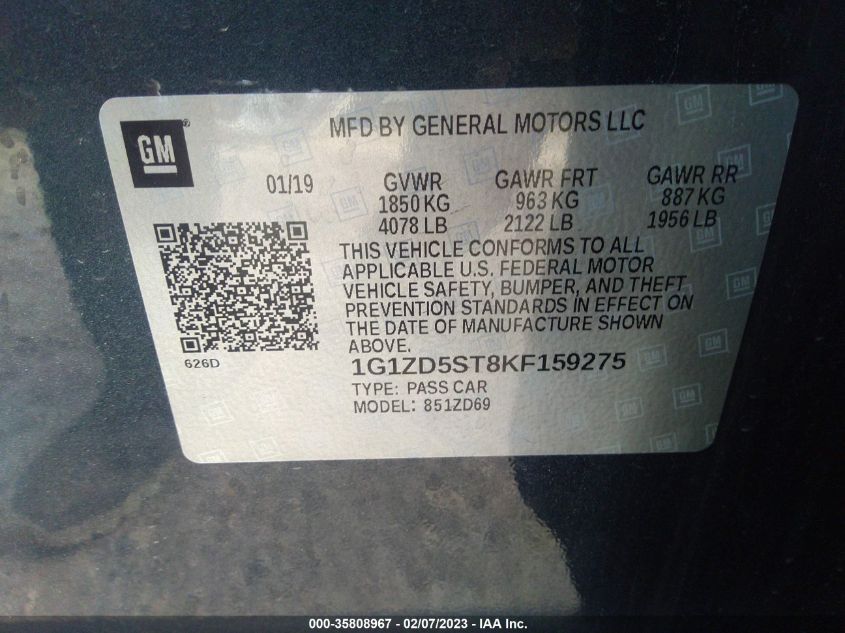 GM®
MFD BY GENERAL MOTORS LLC
01/19
GVWR GAWR FRT GAWR RR
1850 KG 963 KG 887 KG
4078 LB 2122 LB 1956 LB
THIS VEHICLE CONFORMS TO ALL
APPLICABLE U.S. FEDERAL MOTOR
VEHICLE SAFETY, BUMPER, AND THEFT
PREVENTION STANDARDS IN EFFECT ON
THE DATE OF MANUFACTURE SHOWN
ABOVE.
626D
1G1ZD5ST8KF159275
TYPE: PASS CAR
MODEL: 851ZD69
000-35808967 - 02/07/2023 - IAA Inc.